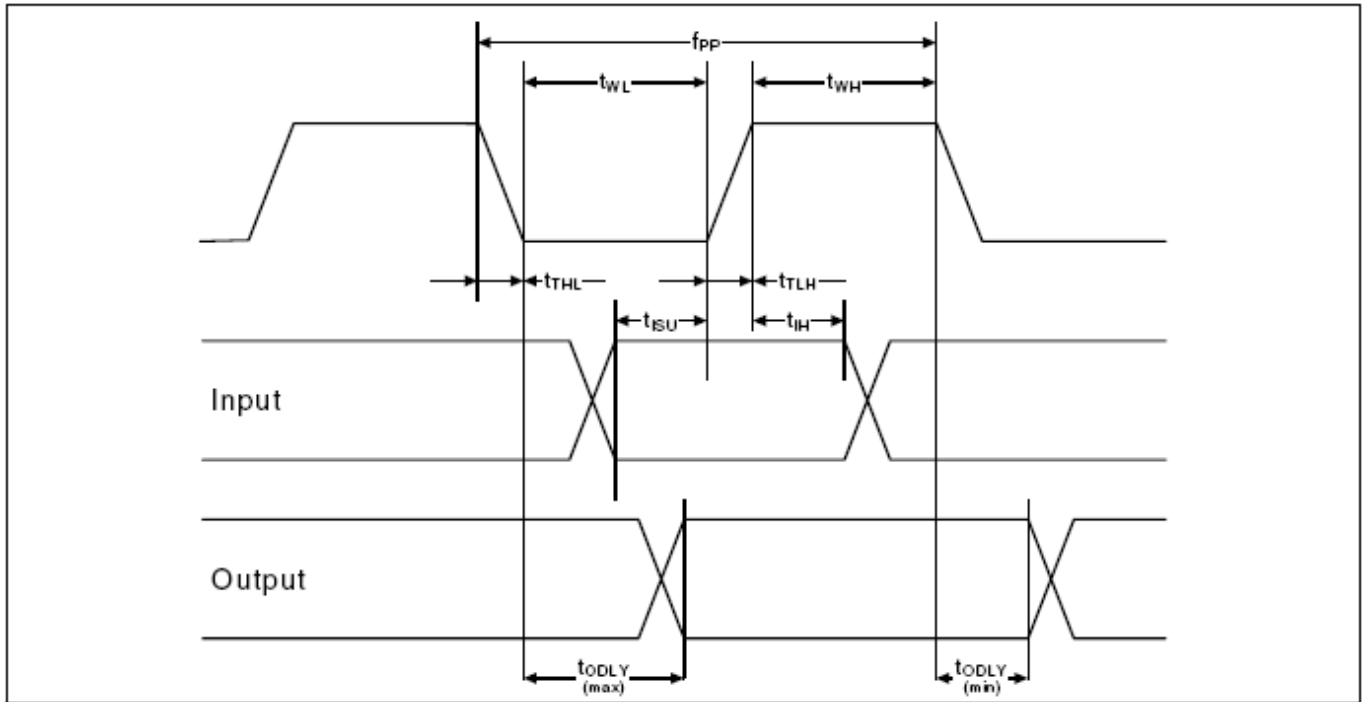 fPP
tWL
tWH
tTHL
tTLH
tISU
tIH
Input
Output
tODLY
(max)
tODLY
(min)